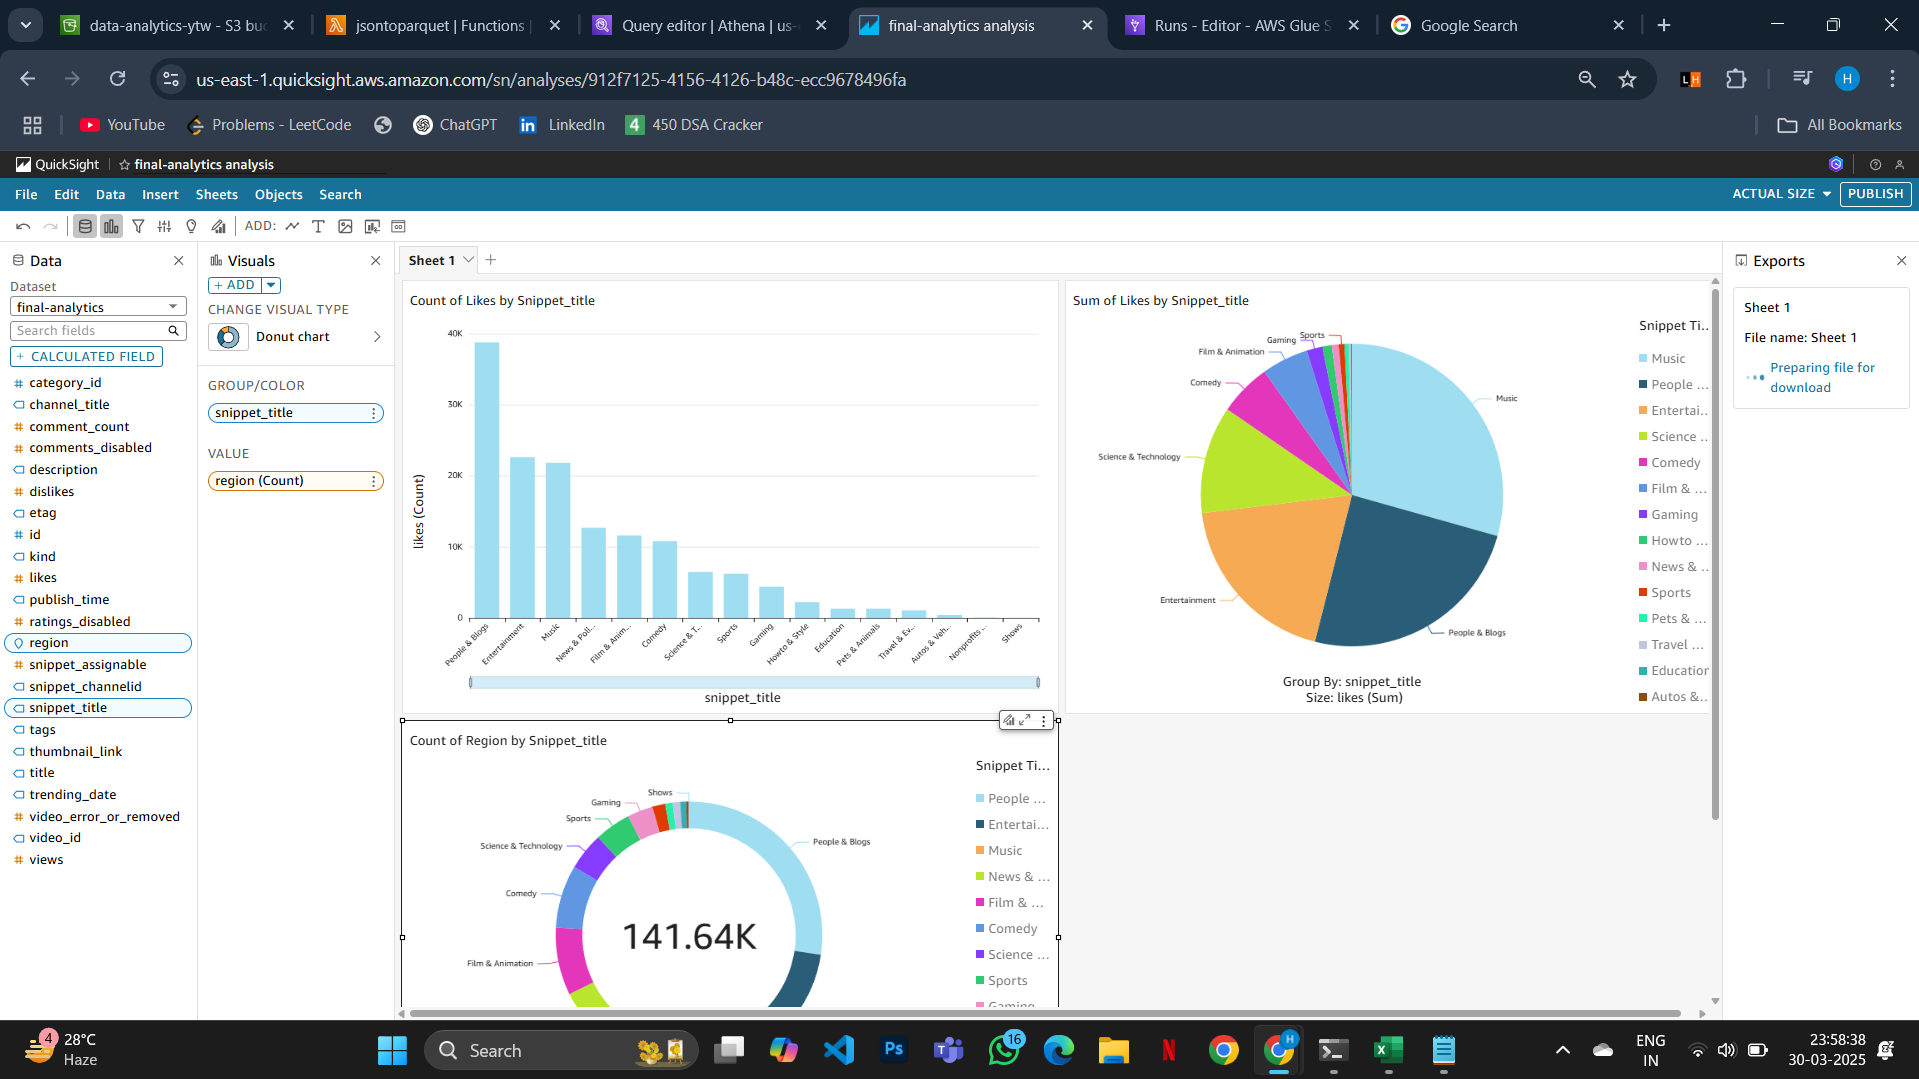 data-analytics-ytw - S3 buc
jsontoparquet | Functions
Query editor | Athena | us-
final-analytics analysis
Runs - Editor - AWS Glue S
Google Search
us-east-1.quicksight.aws.amazon.com/sn/analyses/912f7125-4156-4126-b48c-ecc9678496fa
LH
H
YouTube
Problems - LeetCode
ChatGPT
in LinkedIn
4 450 DSA Cracker
All Bookmarks
QuickSight
final-analytics analysis
File Edit Data Insert Sheets Objects Search
ACTUAL SIZE
PUBLISH
ADD:
Data
Dataset
final-analytics
Search fields
+ CALCULATED FIELD
category_id
channel_title
comment_count
comments_disabled
description
dislikes
etag
id
kind
likes
publish_time
ratings_disabled
region
snippet_assignable
snippet_channelid
snippet_title
tags
thumbnail_link
title
trending_date
video_error_or_removed
video_id
views
Visuals
+ ADD
CHANGE VISUAL TYPE
Donut chart
GROUP/COLOR
snippet_title
VALUE
region (Count)
Sheet 1
Count of Likes by Snippet_title
40K
30K
20K
10K
0
likes (Count)
People & Blogs
Entertainment
Music
News & Poli...
Film & Anim...
Comedy
Science & T...
Sports
Gaming
Howto & Style
Education
Pets & Animals
Travel & Ev...
Autos & Veh...
Nonprofits ...
Shows
snippet_title
Sum of Likes by Snippet_title
Sports
Gaming
Film & Animation
Comedy
Science & Technology
Entertainment
Music
People & Blogs
Group By: snippet_title
Size: likes (Sum)
Snippet Ti...
Music
People ...
Entertai...
Science ...
Comedy
Film & ...
Gaming
Howto ...
News & ...
Sports
Pets & ...
Travel ...
Education
Autos &...
Count of Region by Snippet_title
Shows
Gaming
Sports
Science & Technology
Comedy
Film & Animation
People & Blogs
141.64K
Snippet Ti...
People ...
Entertai...
Music
News & ...
Film & ...
Comedy
Science ...
Sports
Gaming
Exports
Sheet 1
File name: Sheet 1
Preparing file for
download
4
28°C
Haze
Search
Ps
16
N
H
ENG
IN
23:58:38
30-03-2025